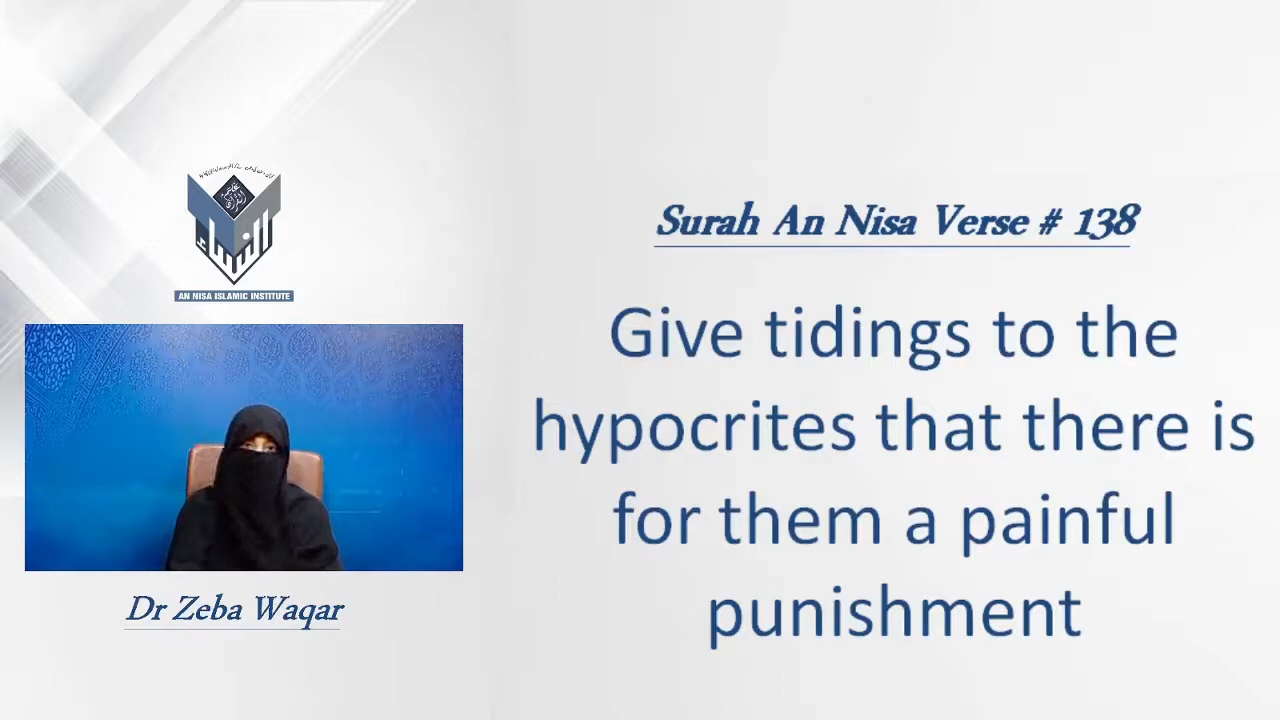 AN NISA ISLAMIC INSTITUTE
Dr Zeba Waqar
Surah An Nisa Verse # 138
Give tidings to the
hypocrites that there is
for them a painful
punishment